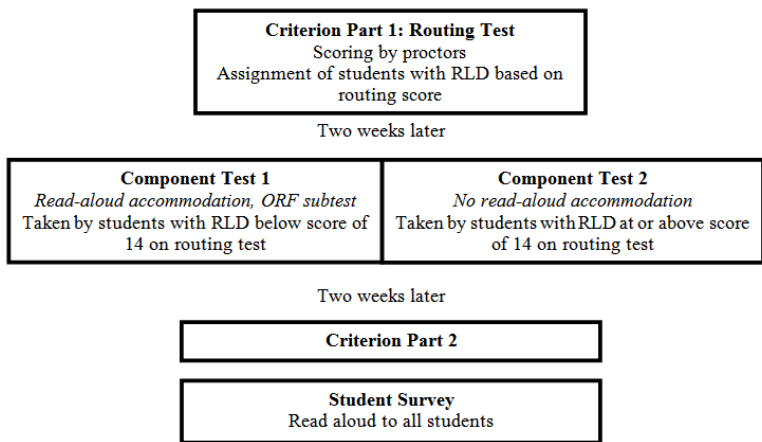 Criterion Part 1: Routing Test
Scoring by proctors
Assignment of students with RLD based on
routing score
Two weeks later
Component Test 1
Read-aloud accommodation, ORF subtest
Taken by students with RLD below score of
14 on routing test
Component Test 2
No read-aloud accommodation
Taken by students with RLD at or above score
of 14 on routing test
Two weeks later
Criterion Part 2
Student Survey
Read aloud to all students